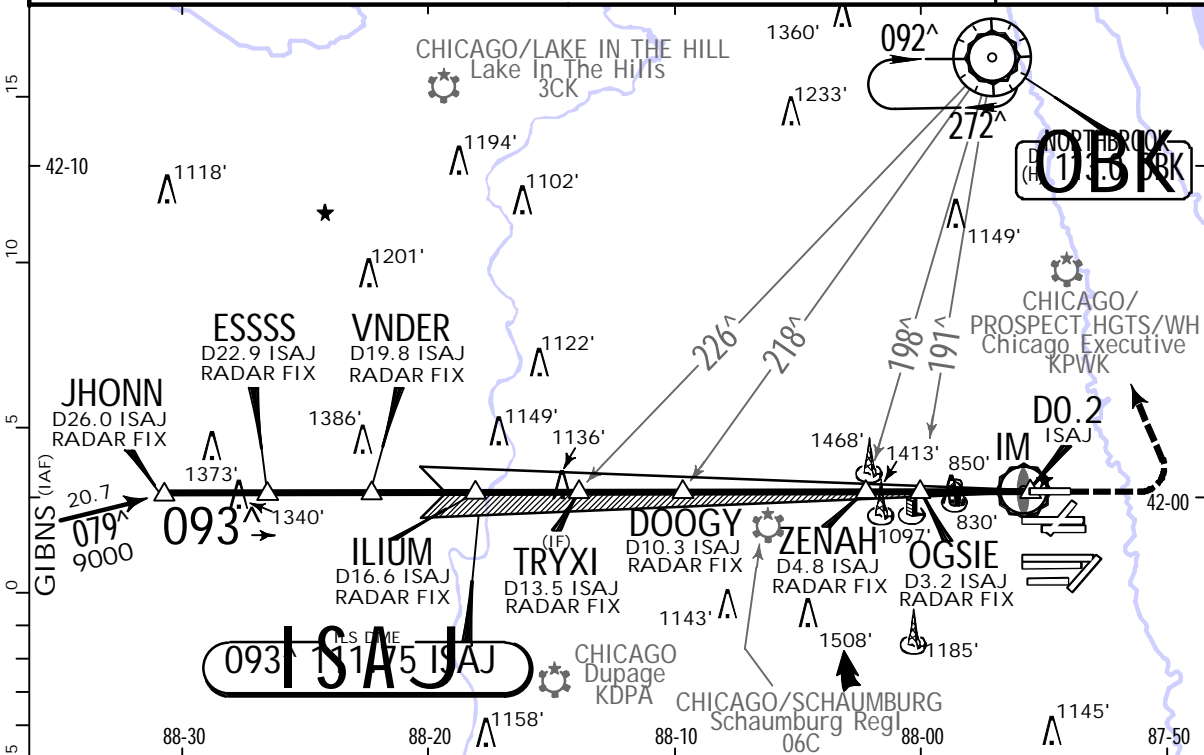 1360'
092^
CHICAGO/LAKE IN THE HILL
Lake In The Hills
3CK
15
1233'
272^
NORTHBROOK
D
(H)
OBK
1194'
42-10
1118'
1102'
1149'
1201'
10
CHICAGO/
PROSPECT HGTS/WH
Chicago Executive
KPWK
ESSSS
D22.9 ISAJ
RADAR FIX
VNDER
D19.8 ISAJ
RADAR FIX
226^
218^
198^
191^
1122'
JHONN
D26.0 ISAJ
RADAR FIX
5
1386'
1149'
1136'
1468'
1413'
850'
IM
D0.2
ISAJ
1373'
GIBNS (IAF)
20.7
079^
9000
093^
1340'
42-00
830'
1097'
ILIUM
D16.6 ISAJ
RADAR FIX
(IF)
TRYXI
D13.5 ISAJ
RADAR FIX
DOOGY
D10.3 ISAJ
RADAR FIX
ZENAH
D4.8 ISAJ
RADAR FIX
OGSIE
D3.2 ISAJ
RADAR FIX
0
1143'
1508'
1185'
ILS DME
ISAJ
093^ 111.75 ISAJ
CHICAGO
Dupage
KDPA
CHICAGO/SCHAUMBURG
Schaumburg Regl
06C
1158'
1145'
5
88-30
88-20
88-10
88-00
87-50